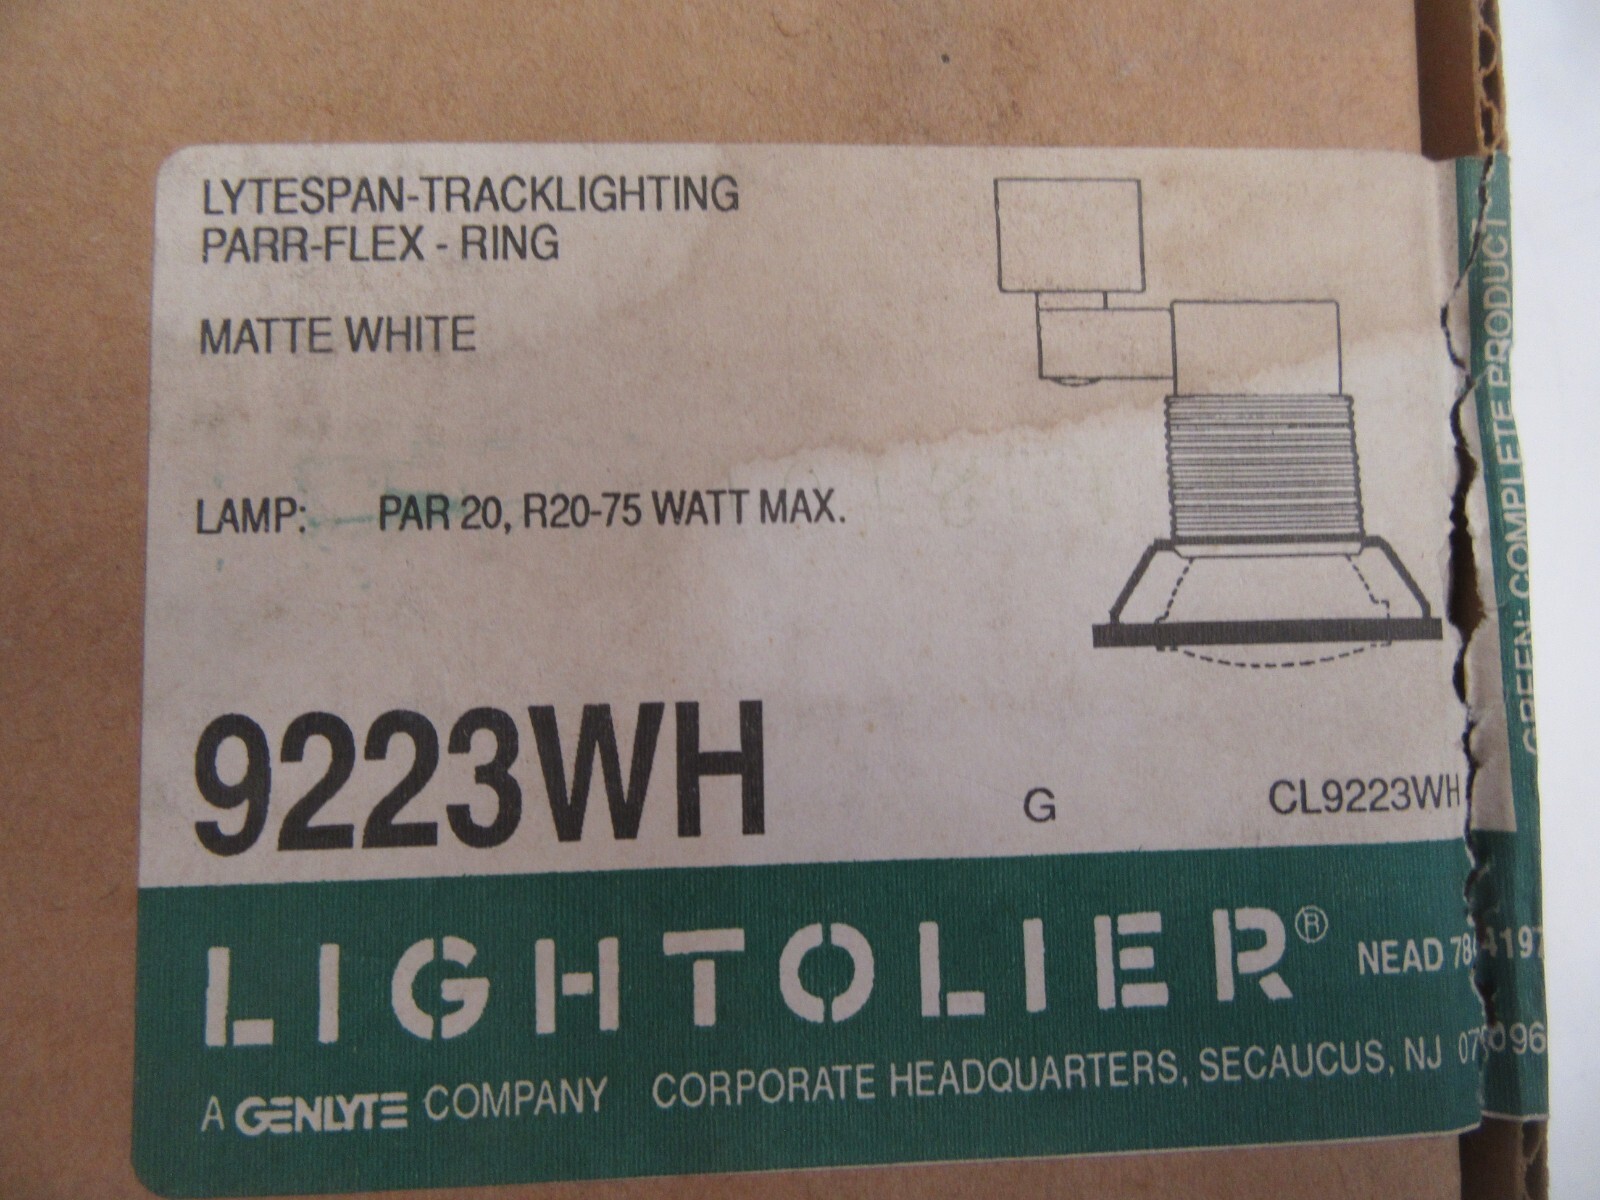 LYTESPAN-TRACKLIGHTING
PARR-FLEX - RING
MATTE WHITE
LAMP: PAR 20, R20-75 WATT MAX.
9223WH
G CL9223WH
LIGHTOLIER®
NEAD
A GENLYTE COMPANY CORPORATE HEADQUARTERS, SECAUCUS, NJ
GREEN: COMPLETE PRODUCT